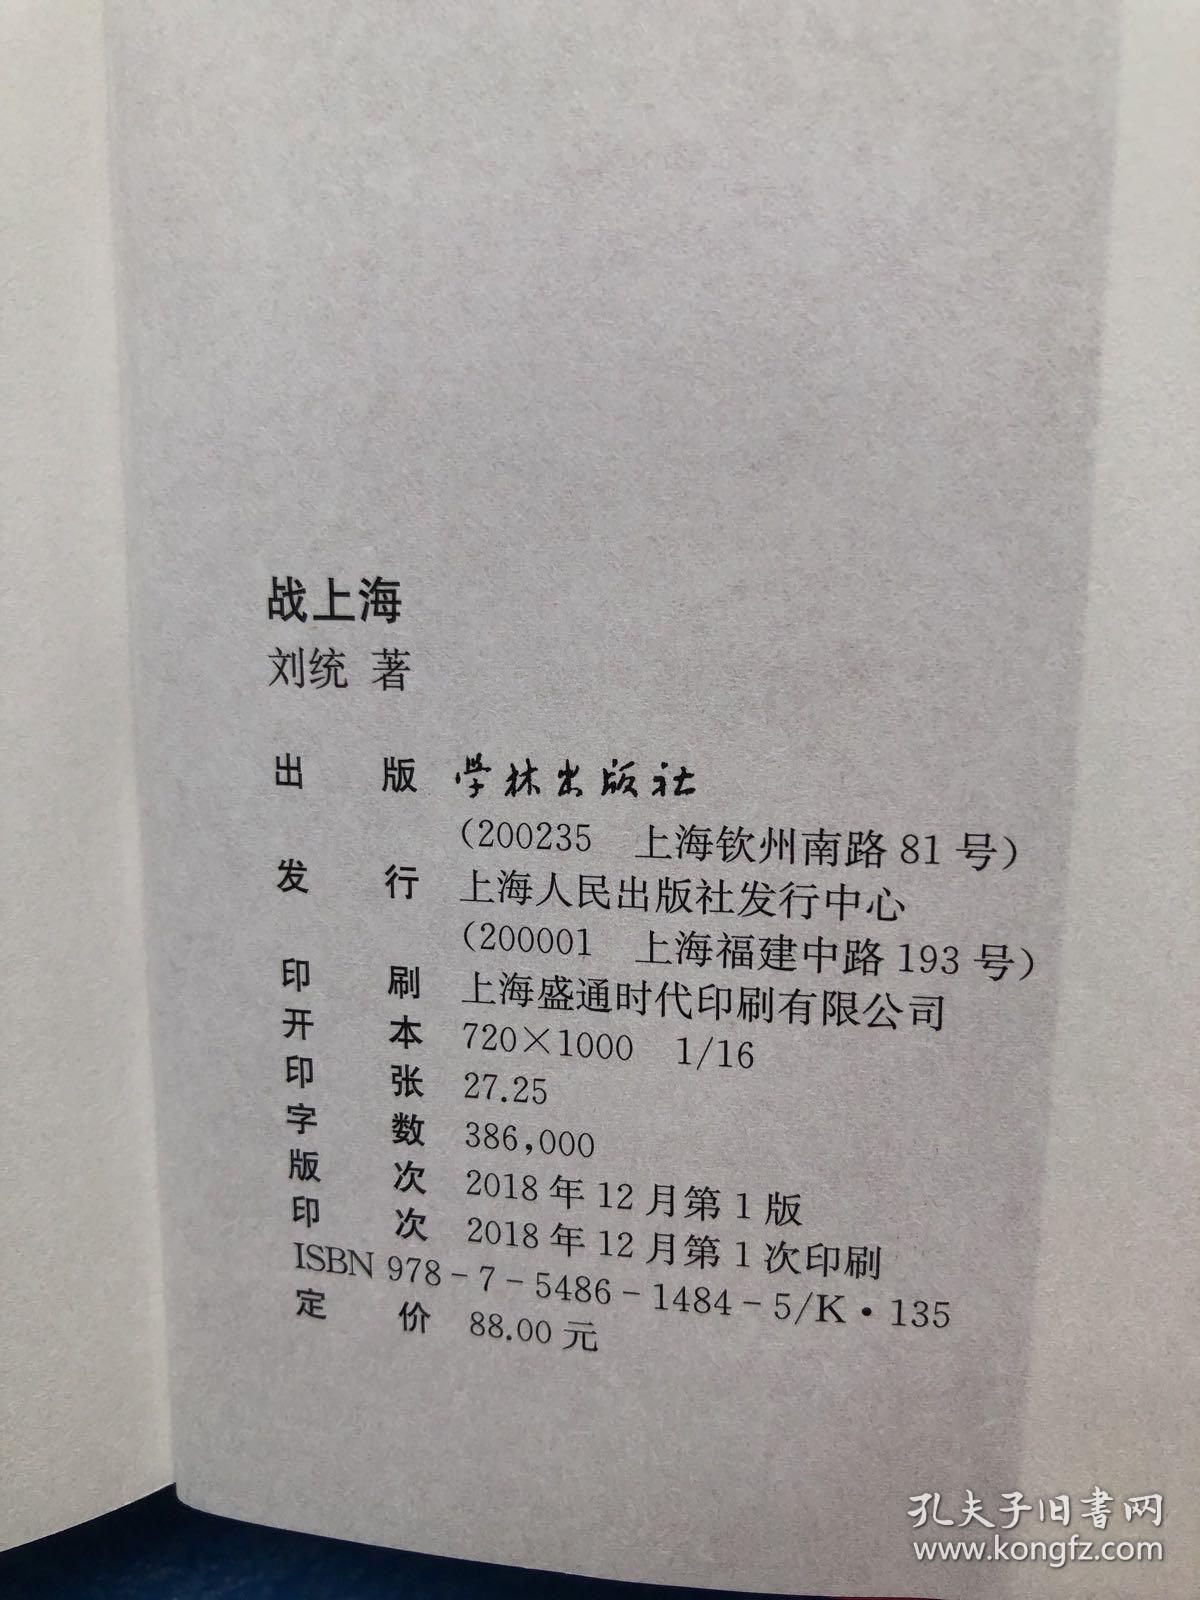 战上海
刘统 著
出 版 学林出版社
(200235 上海钦州南路81号)
发 行 上海人民出版社发行中心
(200001 上海福建中路193号)
印 刷 上海盛通时代印刷有限公司
开 本 720×1000 1/16
印 张 27.25
字 数 386,000
版 次 2018年12月第1版
印 次 2018年12月第1次印刷
ISBN 978-7-5486-1484-5/K·135
定 价 88.00元
孔夫子旧书网
www.kongfz.com